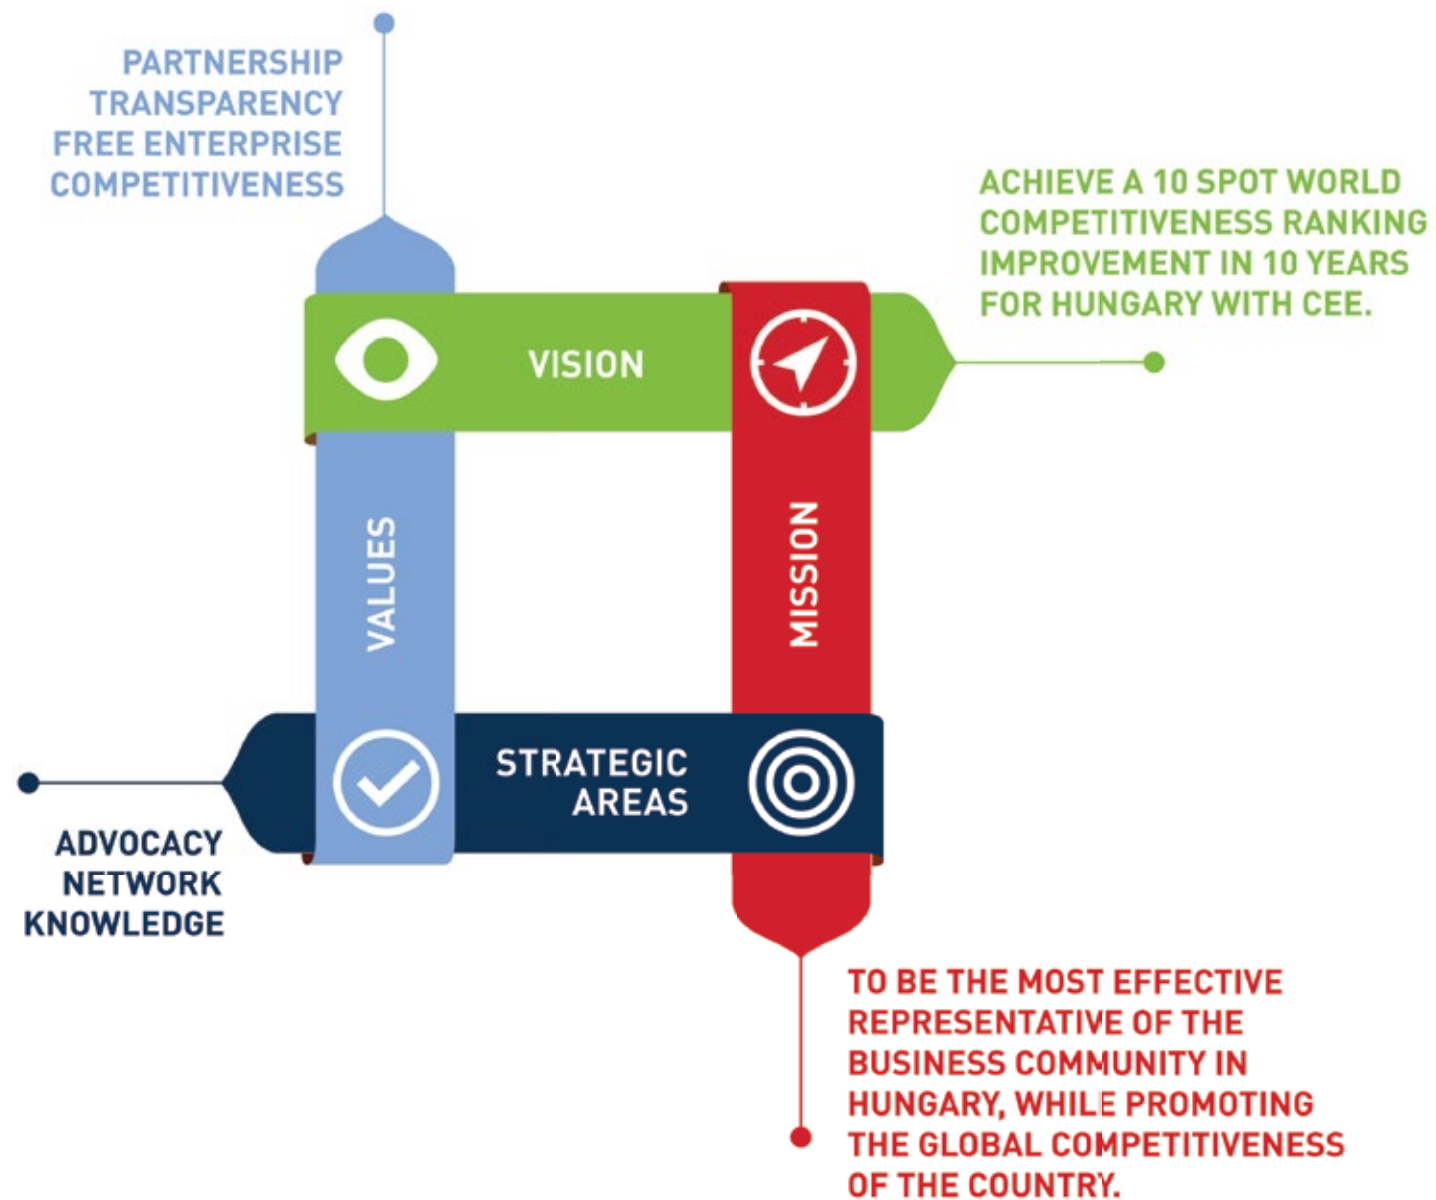 PARTNERSHIP
TRANSPARENCY
FREE ENTERPRISE
COMPETITIVENESS
ACHIEVE A 10 SPOT WORLD
COMPETITIVENESS RANKING
IMPROVEMENT IN 10 YEARS
FOR HUNGARY WITH CEE.
VISION
VALUES
MISSION
STRATEGIC
AREAS
ADVOCACY
NETWORK
KNOWLEDGE
TO BE THE MOST EFFECTIVE
REPRESENTATIVE OF THE
BUSINESS COMMUNITY IN
HUNGARY, WHILE PROMOTING
THE GLOBAL COMPETITIVENESS
OF THE COUNTRY.